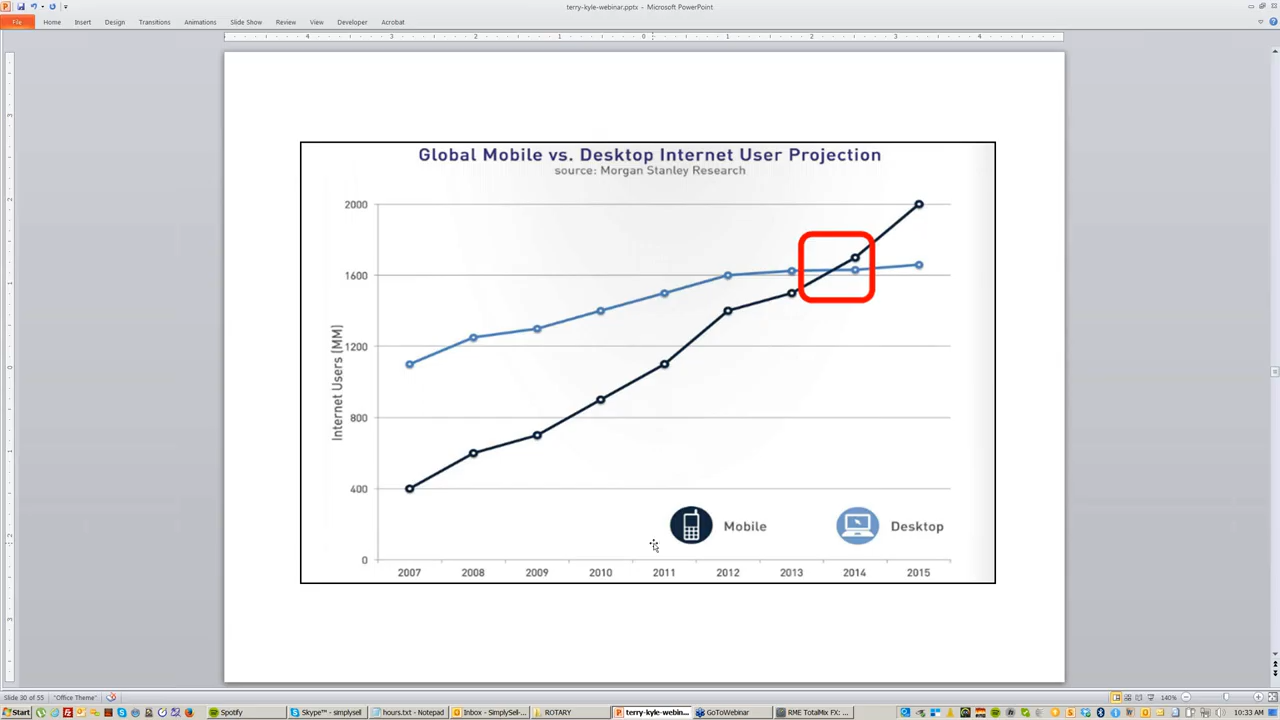 terry-kyle-webinar.pptx - Microsoft PowerPoint
File Home Insert Design Transitions Animations Slide Show Review View Developer Acrobat
Global Mobile vs. Desktop Internet User Projection
source: Morgan Stanley Research
Internet Users (MM)
2000
1600
1200
800
400
0
2007 2008 2009 2010 2011 2012 2013 2014 2015
Mobile Desktop
Slide 30 of 55 "Office Theme" 140%
Start Spotify Skype™ - simplysell hours.txt - Notepad Inbox - SimplySell-... ROTARY terry-kyle-webin... GoToWebinar RME TotalMix FX: ... 10:33 AM